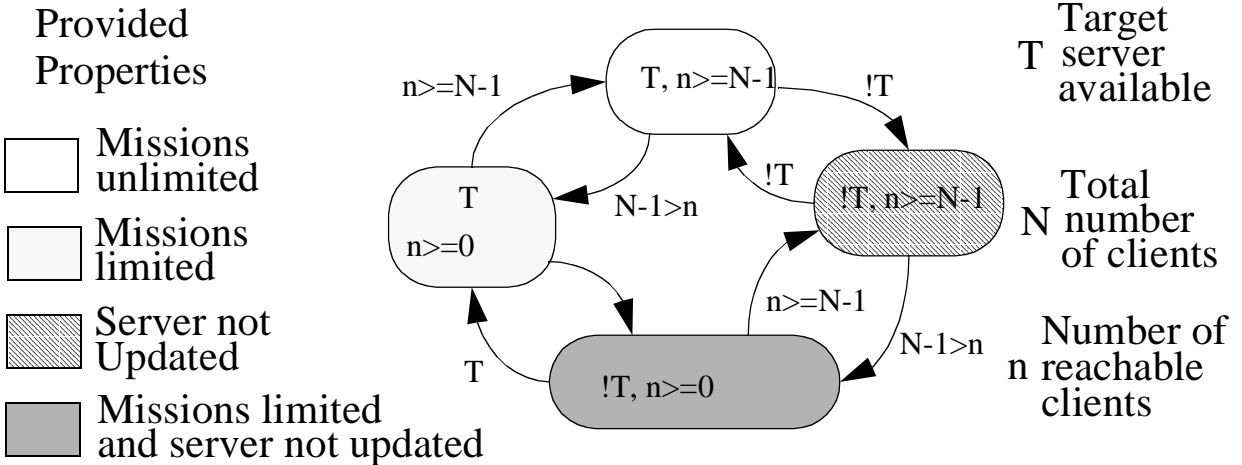 Provided
Properties
Missions
unlimited
Missions
limited
Server not
Updated
Missions limited
and server not updated
n>=N-1
T, n>=N-1
!T
!T
N-1>n
T
n>=0
!T, n>=N-1
n>=N-1
N-1>n
T
!T, n>=0
Target
T server
available
Total
N number
of clients
Number of
n reachable
clients